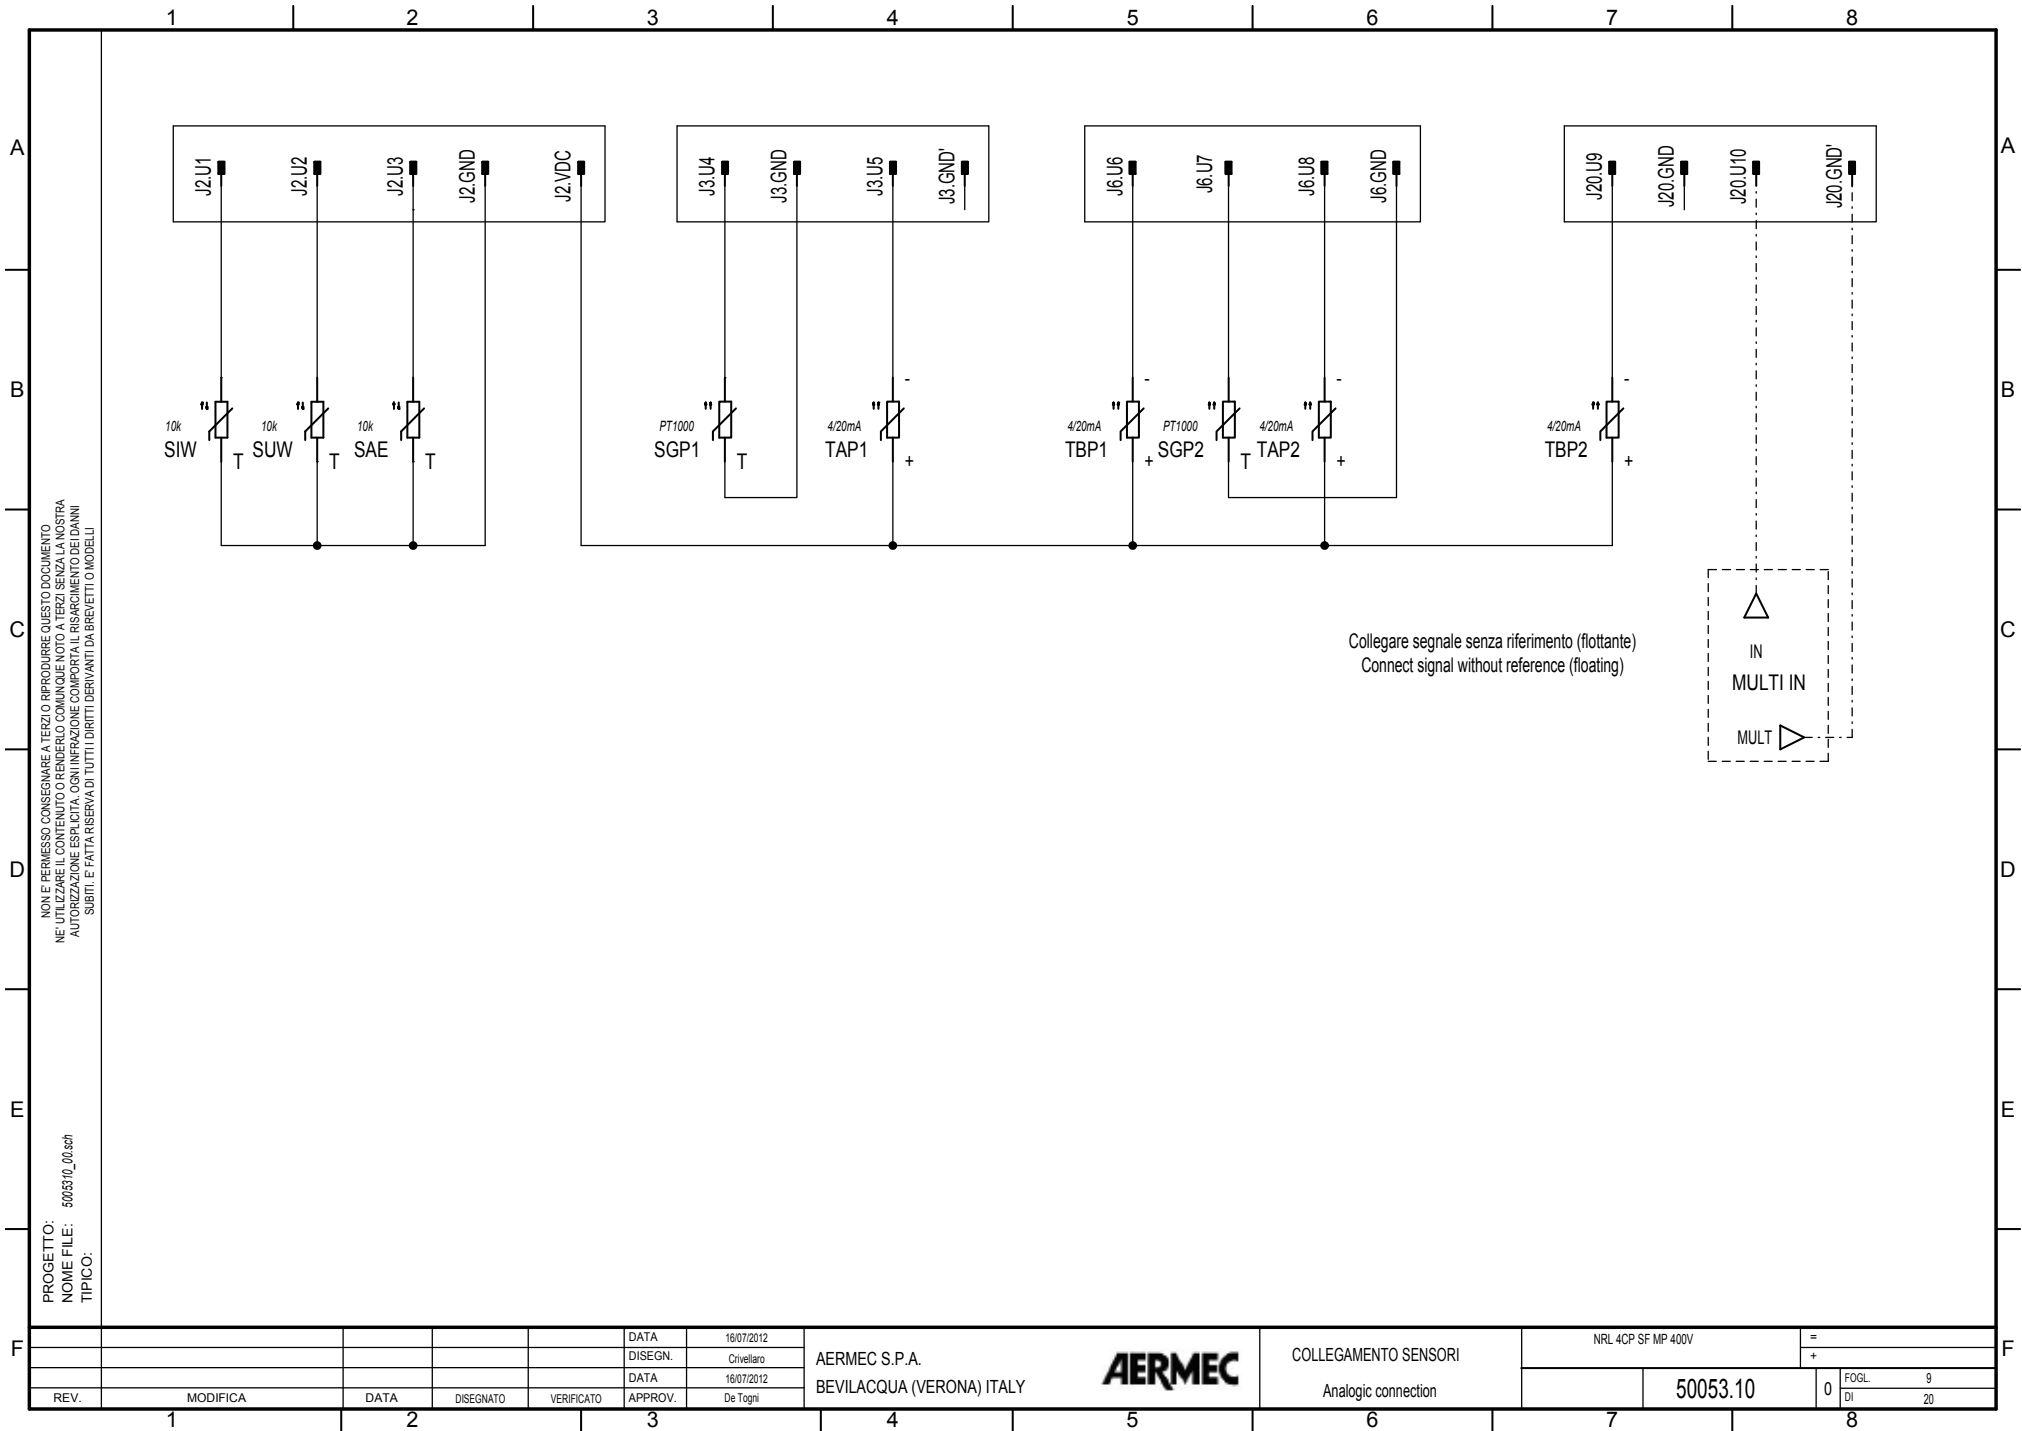 1 2 3 4 5 6 7 8
A A
B B
C C
D D
E E
F F
J2.U1 J2.U2 J2.U3 J2.GND J2.VDC
J3.U4 J3.GND J3.U5 J3.GND'
J6.U6 J6.U7 J6.U8 J6.GND
J20.U9 J20.GND J20.U10 J20.GND'
10k
SIW
T
10k
SUW
T
10k
SAE
T
PT1000
SGP1
T
-
4/20mA
TAP1
+
-
4/20mA
TBP1
+
PT1000
SGP2
T
-
4/20mA
TAP2
+
-
4/20mA
TBP2
+
Collegare segnale senza riferimento (flottante)
Connect signal without reference (floating)
IN
MULTI IN
MULT
NON E' PERMESSO CONSEGNARE A TERZI O RIPRODURRE QUESTO DOCUMENTO
NE' UTILIZZARE IL CONTENUTO O RENDERLO COMUNQUE NOTO A TERZI SENZA LA NOSTRA
AUTORIZZAZIONE ESPLICITA. OGNI INFRAZIONE COMPORTA IL RISARCIMENTO DEI DANNI
SUBITI. E' FATTA RISERVA DI TUTTI I DIRITTI DERIVANTI DA BREVETTI O MODELLI
PROGETTO:
NOME FILE: 5005310_00.sch
TIPICO:
DATA 16/07/2012
DISEGN. Crivellaro
DATA 16/07/2012
REV. MODIFICA DATA DISEGNATO VERIFICATO APPROV. De Togni
AERMEC S.P.A.
BEVILACQUA (VERONA) ITALY
AERMEC
COLLEGAMENTO SENSORI
Analogic connection
NRL 4CP SF MP 400V
=
+
50053.10
0
FOGL. 9
DI 20
1 2 3 4 5 6 7 8